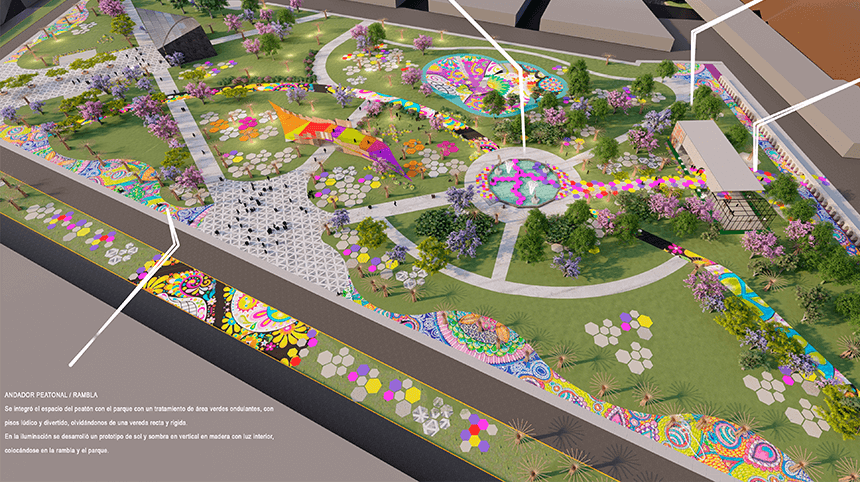 ANDADOR PEATONAL / RAMBLA
Se integró el espacio del peatón con el parque con un tratamiento de área verdes ondulantes, con
pisos lúdico y divertido, olvidándonos de una vereda recta y rígida.
En la iluminación se desarrolló un prototipo de sol y sombra en vertical en madera con luz interior,
colocándose en la rambla y el parque.